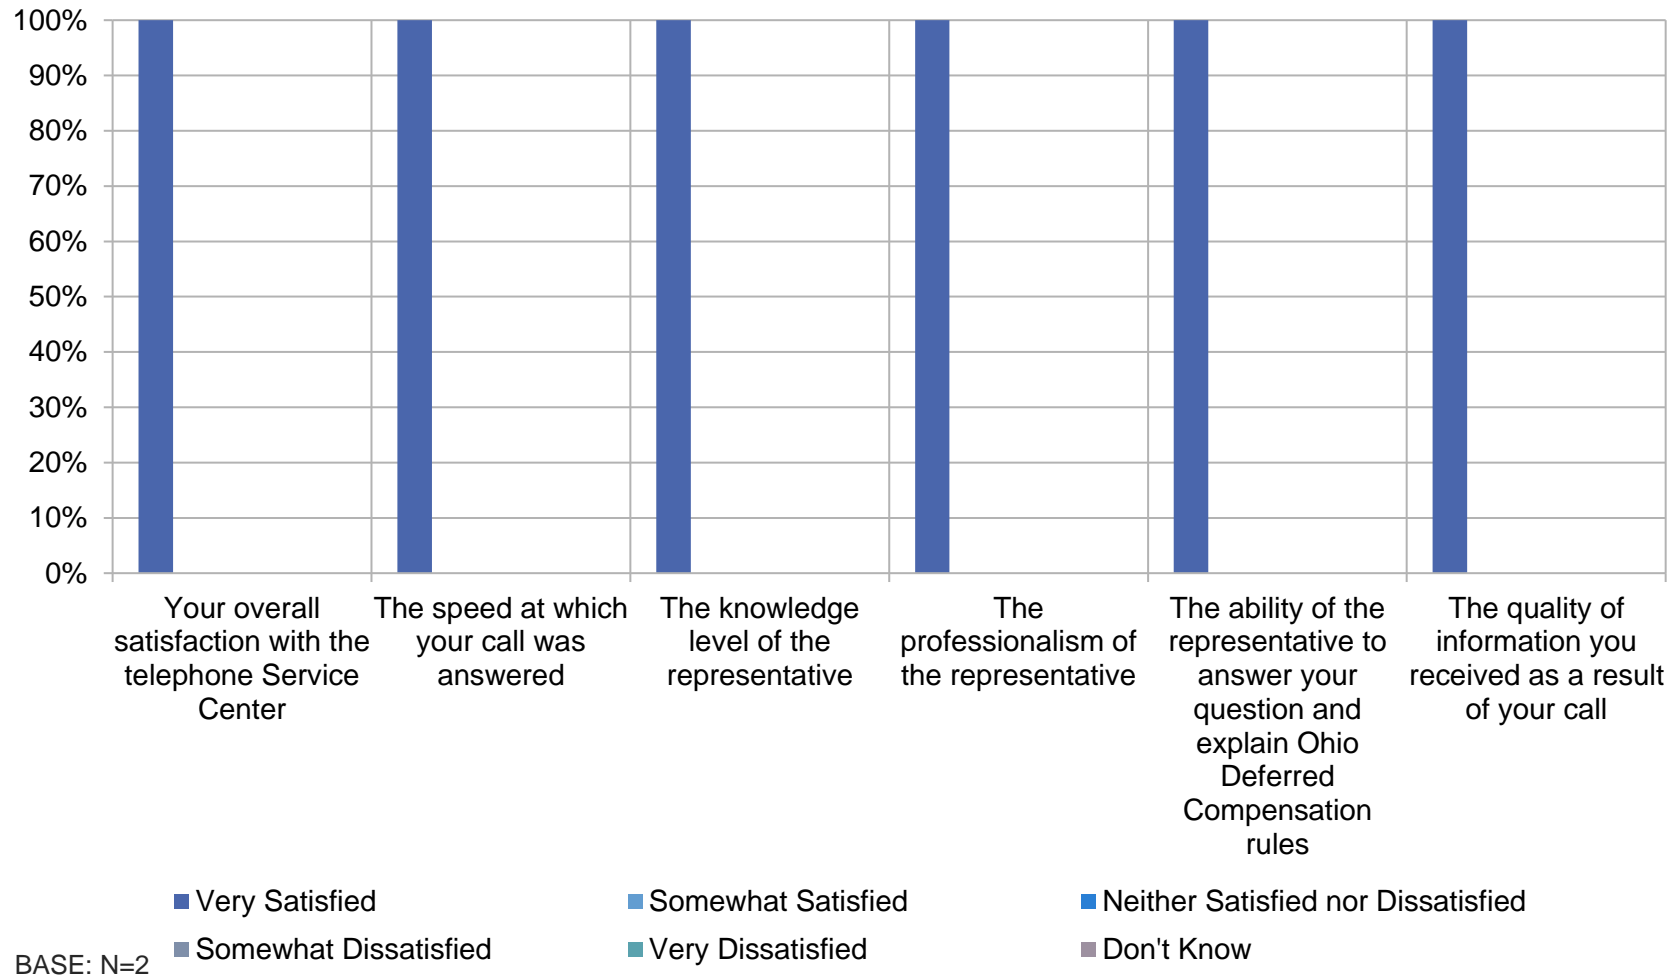 100%
90%
80%
70%
60%
50%
40%
30%
20%
10%
0%
Your overall
satisfaction with the
telephone Service
Center
The speed at which
your call was
answered
The knowledge
level of the
representative
The
professionalism of
the representative
The ability of the
representative to
answer your
question and
explain Ohio
Deferred
Compensation
rules
The quality of
information you
received as a result
of your call
Very Satisfied
Somewhat Satisfied
Neither Satisfied nor Dissatisfied
Somewhat Dissatisfied
Very Dissatisfied
Don't Know
BASE: N=2